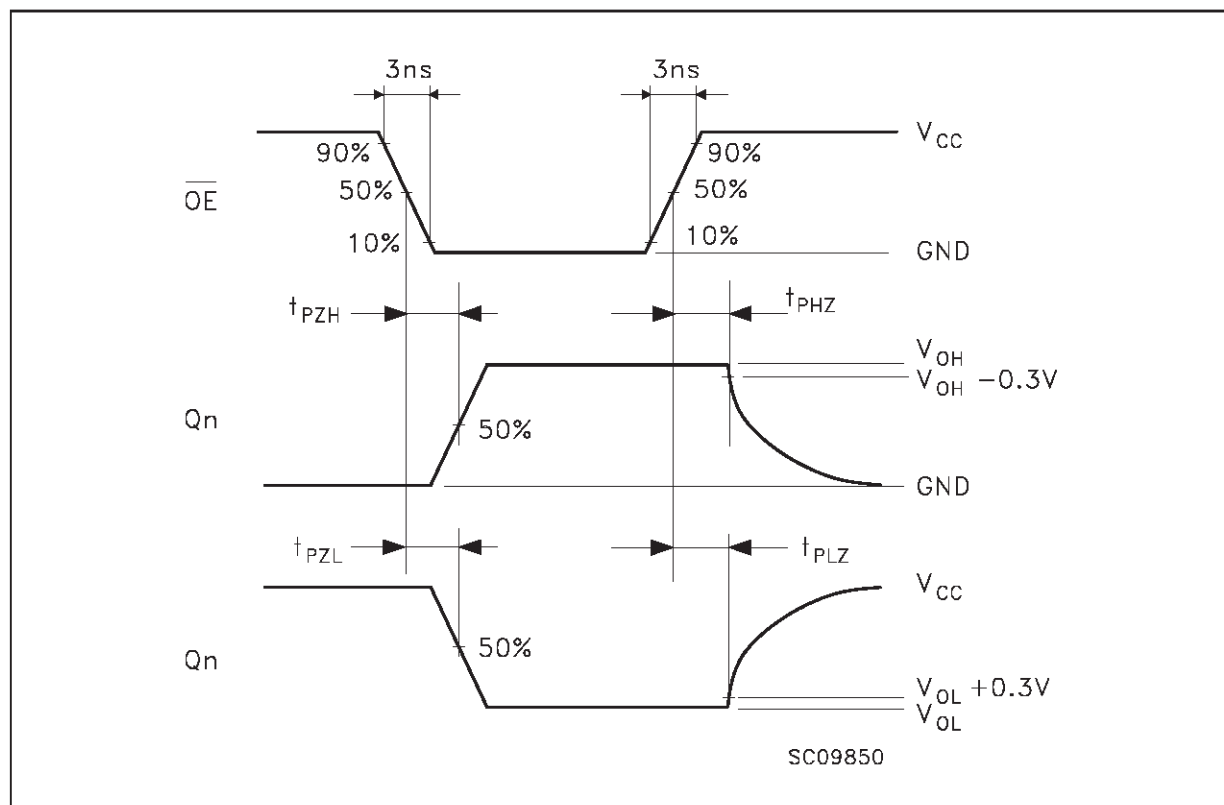 3ns 3ns
V_CC
90% 90%
O̅E̅ 50% 50%
10% 10%
GND
t_PZH t_PHZ
V_OH
V_OH −0.3V
Qn 50%
GND
t_PZL t_PLZ
V_CC
Qn 50%
V_OL +0.3V
V_OL
SC09850